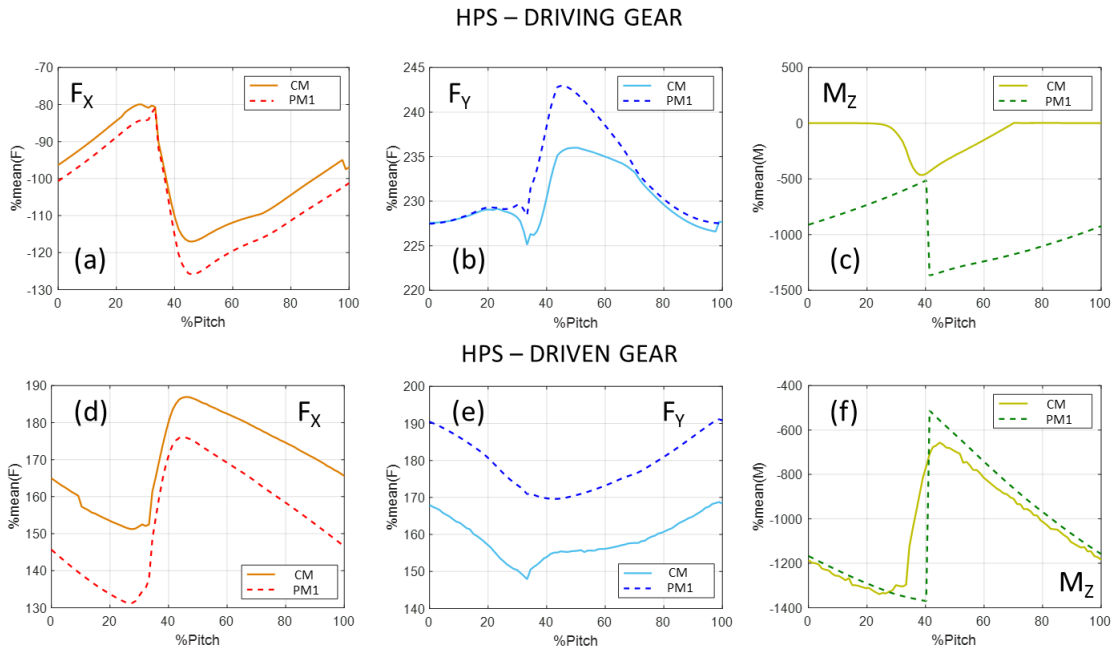 HPS – DRIVING GEAR
-70
-80
-90
-100
-110
-120
-130
0
20
40
60
80
100
%Pitch
%mean(F)
F_X
CM
PM1
(a)
245
240
235
230
225
220
0
20
40
60
80
100
%Pitch
%mean(F)
F_Y
CM
PM1
(b)
500
0
-500
-1000
-1500
0
20
40
60
80
100
%Pitch
%mean(M)
M_Z
CM
PM1
(c)
HPS – DRIVEN GEAR
190
180
170
160
150
140
130
0
20
40
60
80
100
%Pitch
%mean(F)
(d)
F_X
CM
PM1
200
190
180
170
160
150
140
0
20
40
60
80
100
%Pitch
%mean(F)
(e)
F_Y
CM
PM1
-400
-600
-800
-1000
-1200
-1400
0
20
40
60
80
100
%Pitch
%mean(M)
(f)
CM
PM1
M_Z